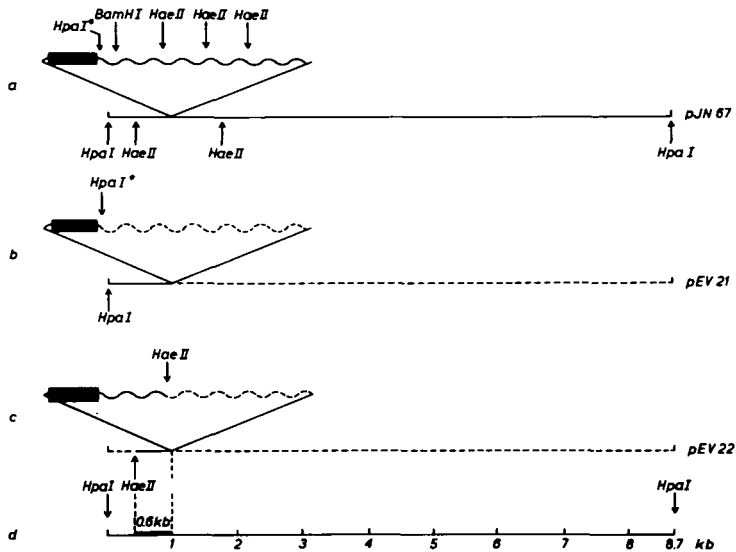 HpaI* BamHI HaeII HaeII HaeII
a
pJN 67
HpaI HaeII HaeII HpaI
HpaI*
b
pEV 21
HpaI
HaeII
c
pEV 22
HpaI HaeII HpaI
0.6kb
d
1 2 3 4 5 6 7 8 8.7 kb